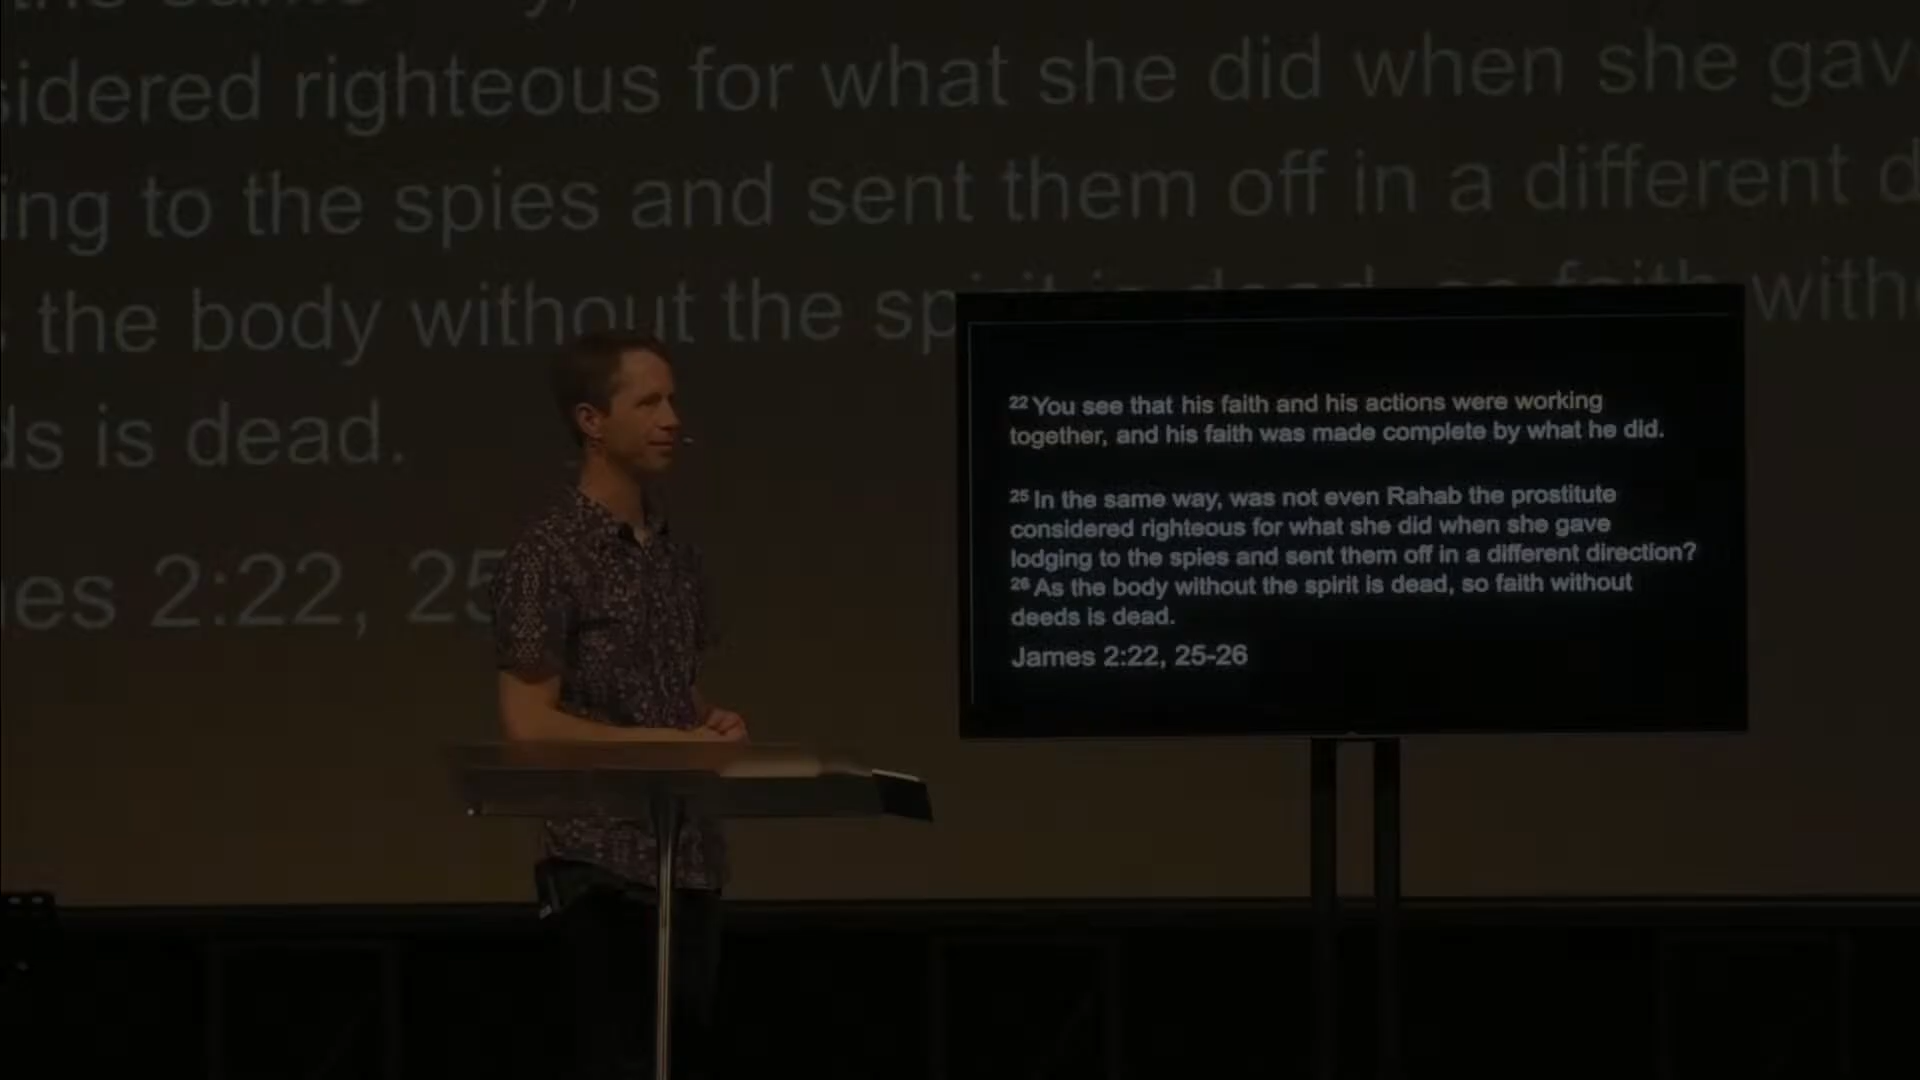 sidered righteous for what she did when she gav
ing to the spies and sent them off in a different d
the body without the sp
with
ds is dead.
es 2:22, 25
22 You see that his faith and his actions were working
together, and his faith was made complete by what he did.
25 In the same way, was not even Rahab the prostitute
considered righteous for what she did when she gave
lodging to the spies and sent them off in a different direction?
26 As the body without the spirit is dead, so faith without
deeds is dead.
James 2:22, 25-26